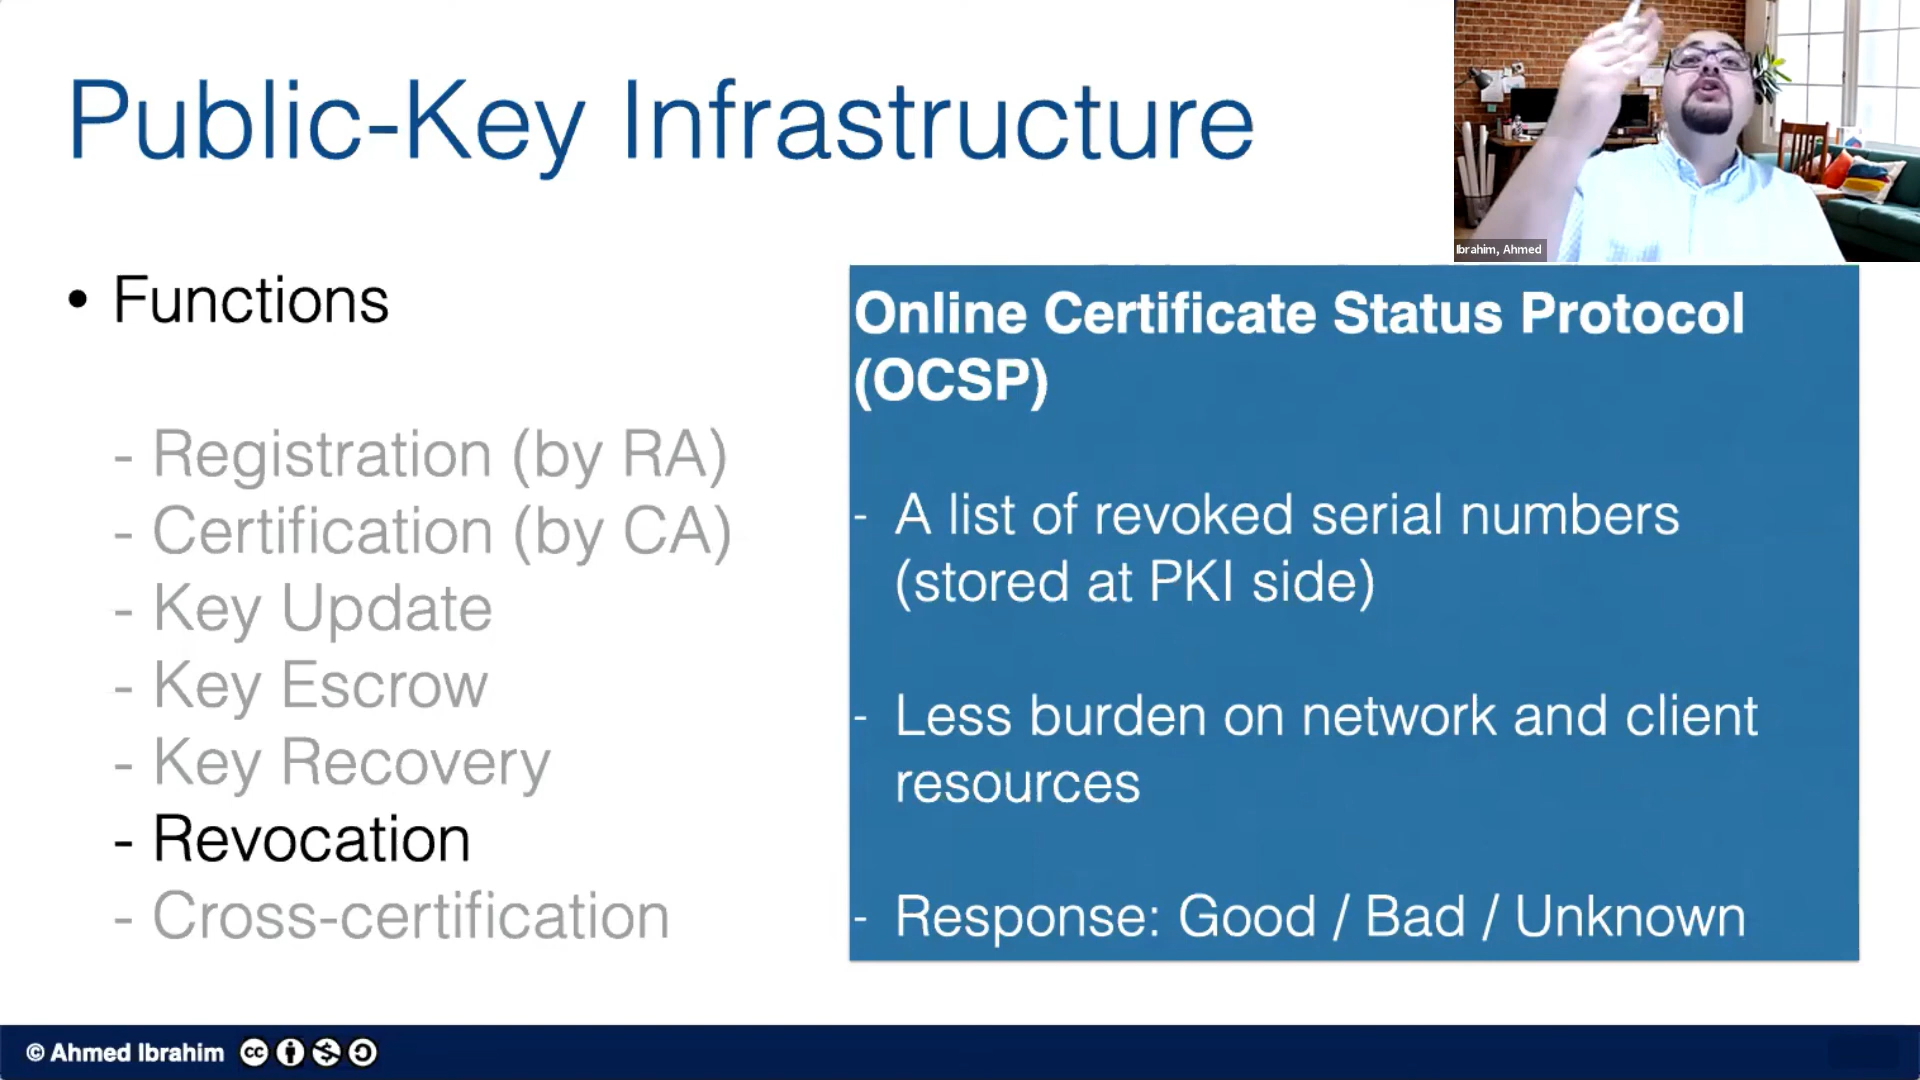 Public-Key Infrastructure
Ibrahim, Ahmed
• Functions
- Registration (by RA)
- Certification (by CA)
- Key Update
- Key Escrow
- Key Recovery
- Revocation
- Cross-certification
Online Certificate Status Protocol
(OCSP)
- A list of revoked serial numbers
(stored at PKI side)
- Less burden on network and client
resources
- Response: Good / Bad / Unknown
© Ahmed Ibrahim cc